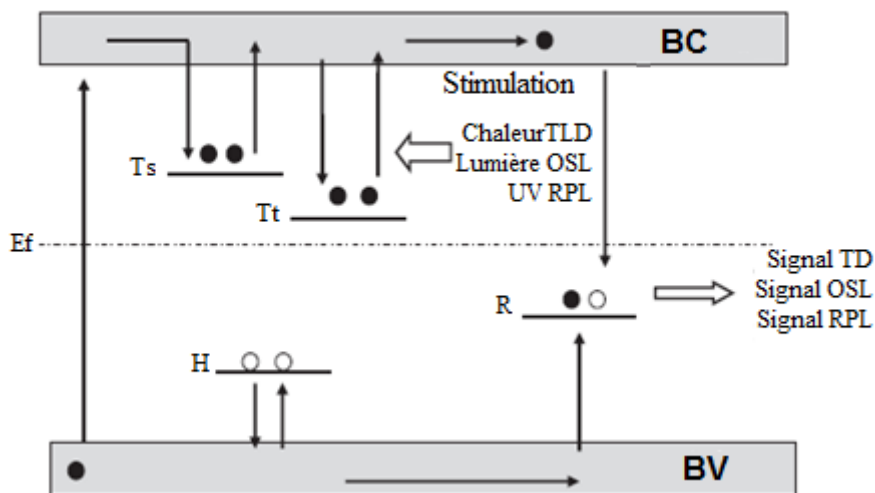 BC
Stimulation
ChaleurTLD
Lumière OSL
UV RPL
Ts
Tt
Ef
Signal TD
Signal OSL
Signal RPL
R
H
BV